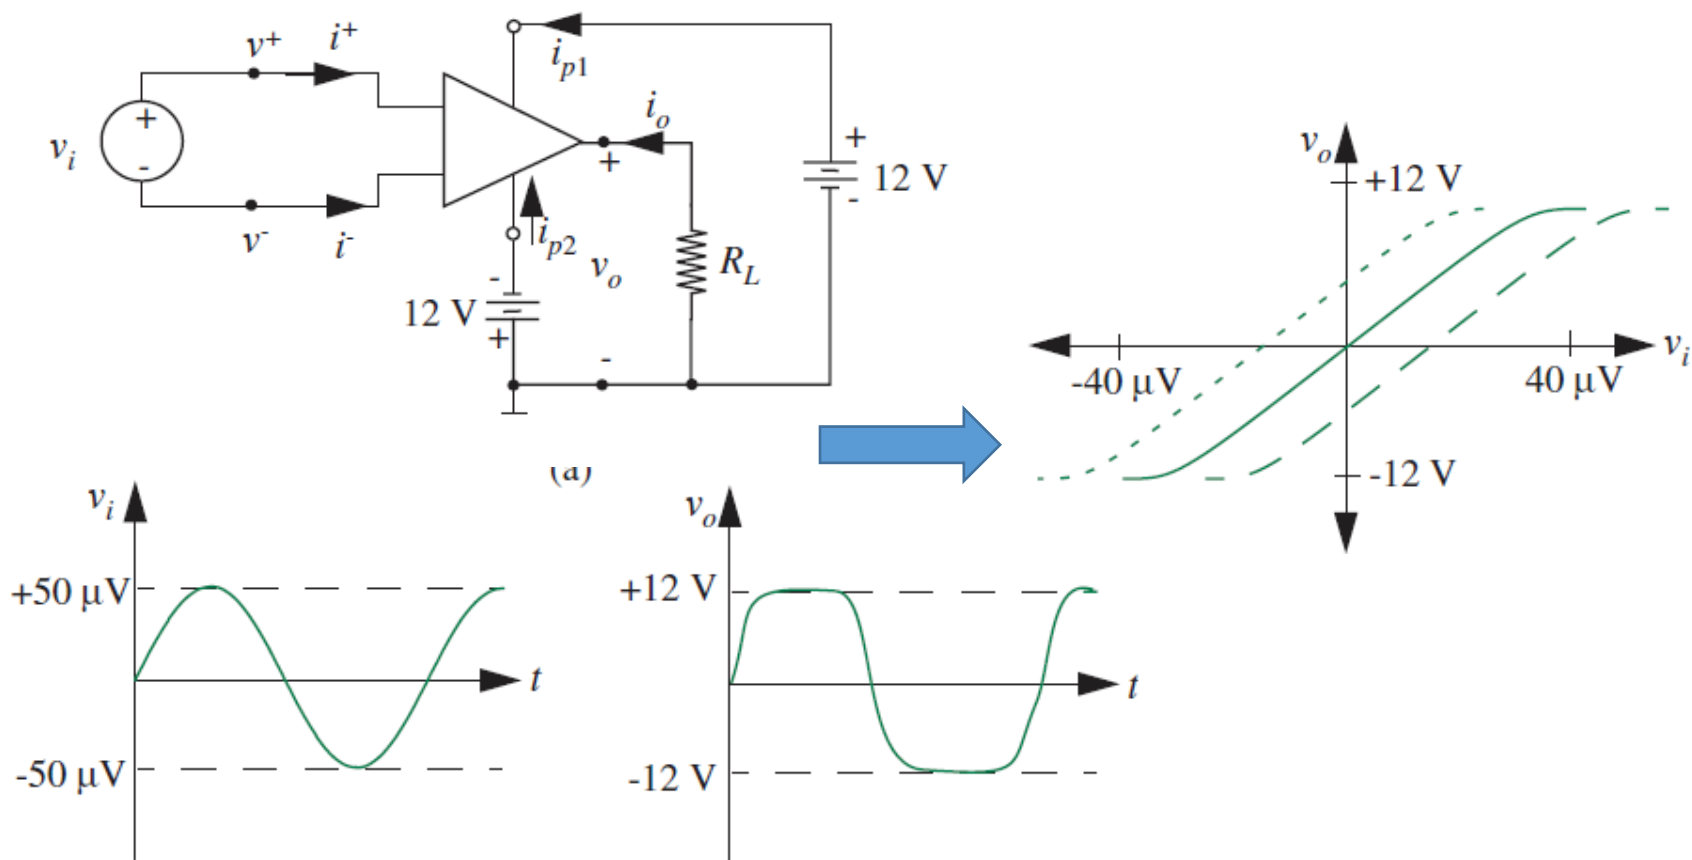 v+
i+
ip1
io
+
-
vi
+
+
12 V
-
v-
i-
ip2
vo
RL
-
12 V
+
-
(a)
vo
+12 V
vi
-40 µV
40 µV
-12 V
vi
+50 µV
t
-50 µV
vo
+12 V
t
-12 V